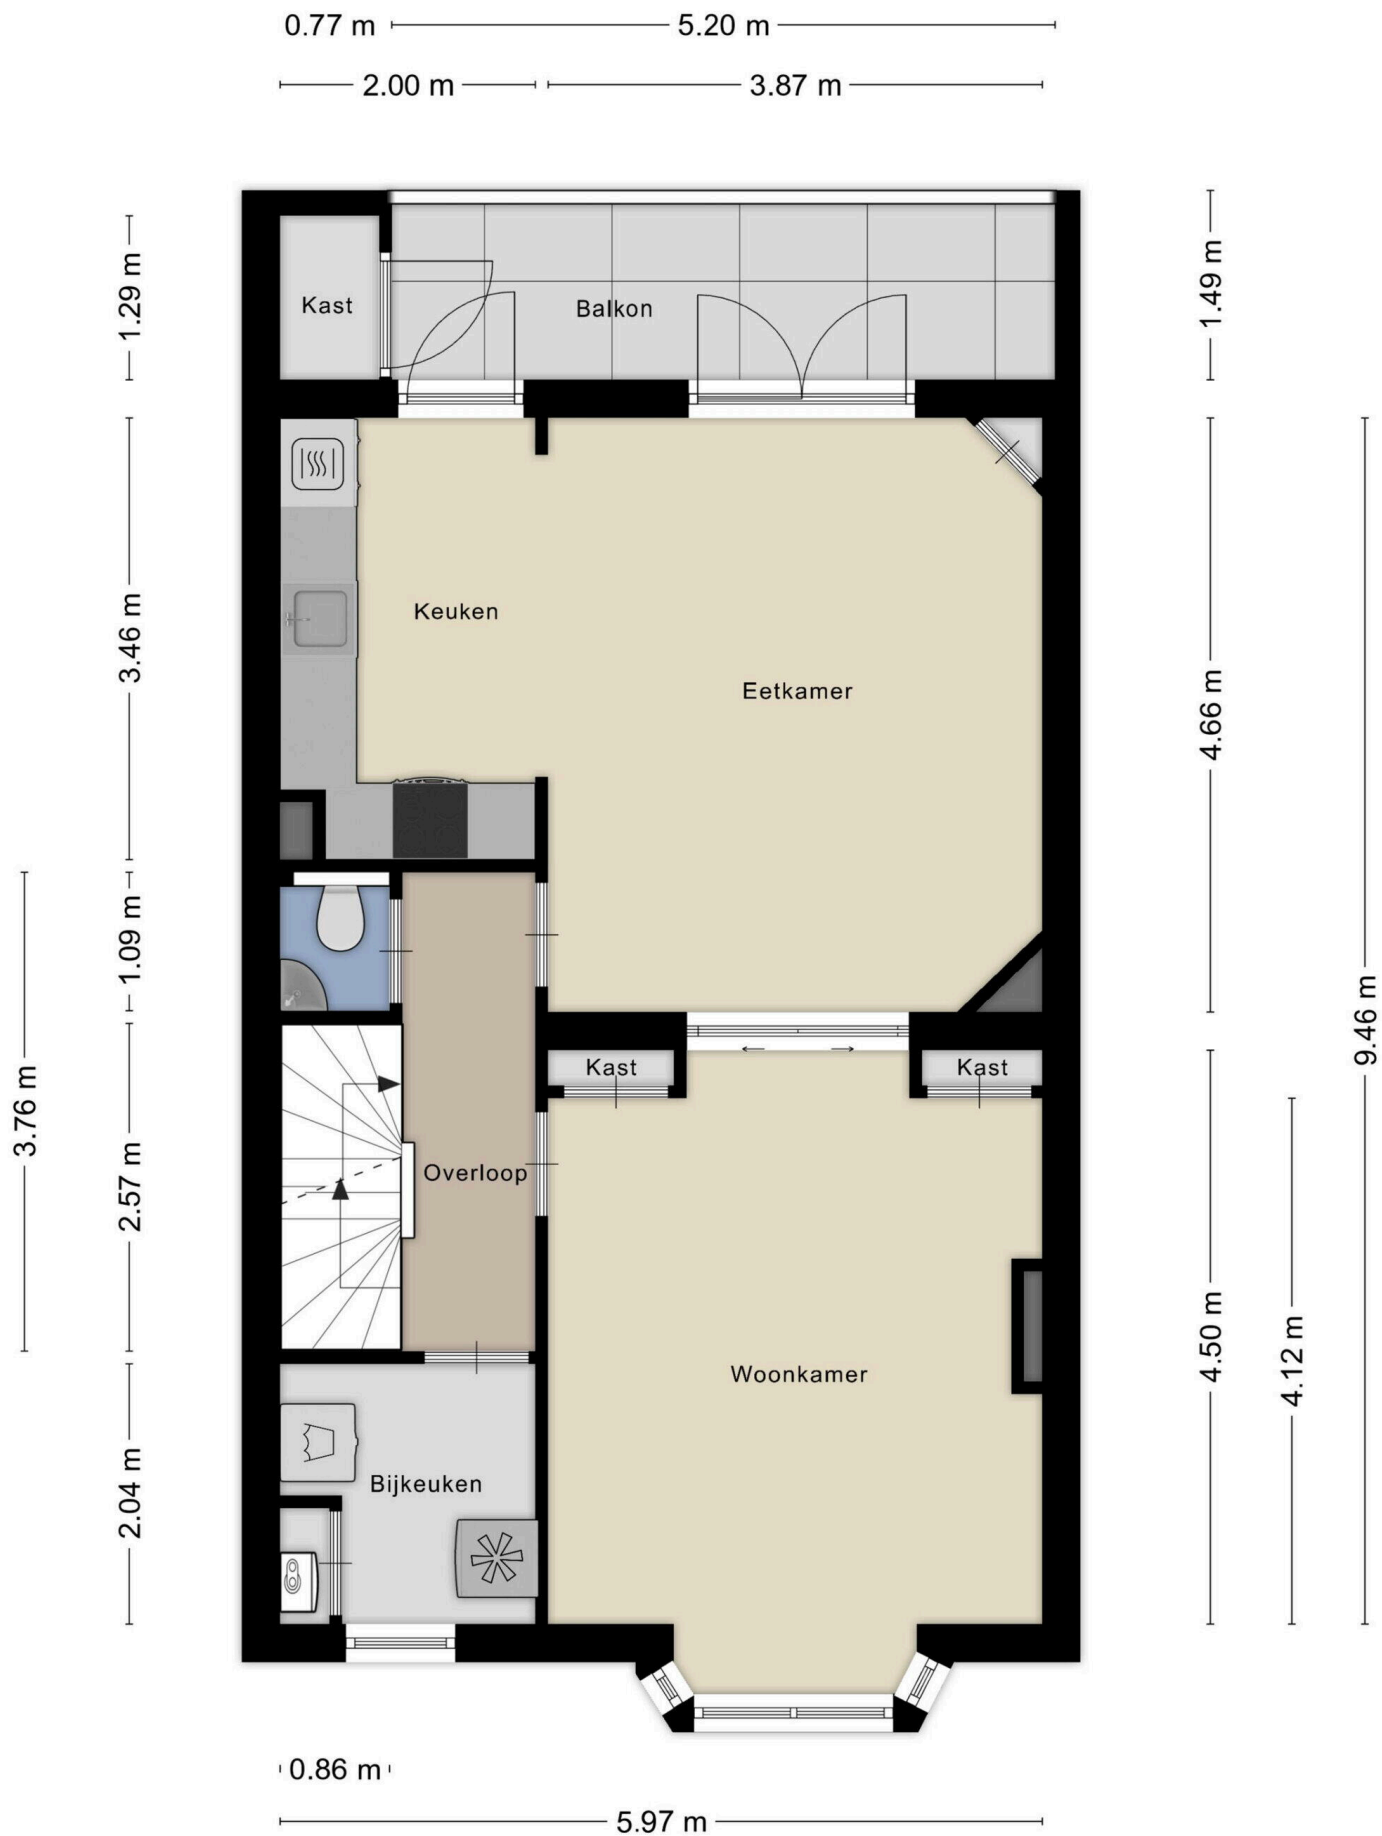 0.77 m
5.20 m
2.00 m
3.87 m
1.29 m
1.49 m
Kast
Balkon
3.46 m
Keuken
4.66 m
Eetkamer
1.09 m
9.46 m
3.76 m
Kast
Kast
2.57 m
Overloop
4.50 m
4.12 m
Woonkamer
2.04 m
Bijkeuken
0.86 m
5.97 m